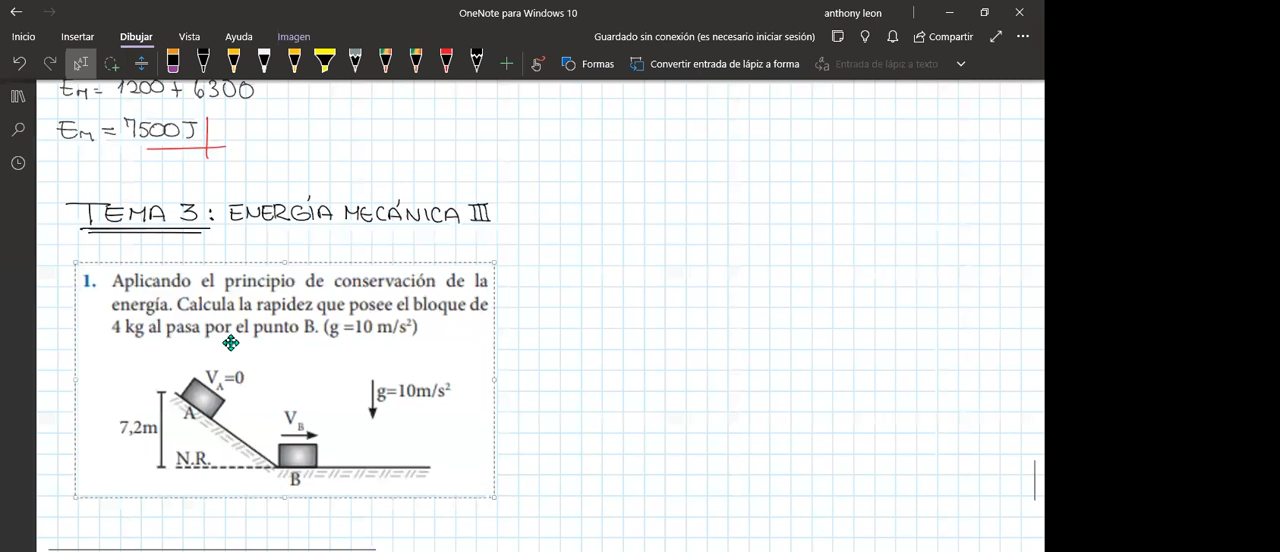 OneNote para Windows 10
anthony leon
Inicio Insertar Dibujar Vista Ayuda Imagen
Guardado sin conexión (es necesario iniciar sesión) Compartir
Formas Convertir entrada de lápiz a forma Entrada de lápiz a texto
EM = 1200 + 6300
EM = 7500J
TEMA 3: ENERGÍA MECÁNICA III
1. Aplicando el principio de conservación de la
energía. Calcula la rapidez que posee el bloque de
4 kg al pasa por el punto B. (g =10 m/s²)
VA=0
g=10m/s²
A
7,2m
VB
N.R.
B